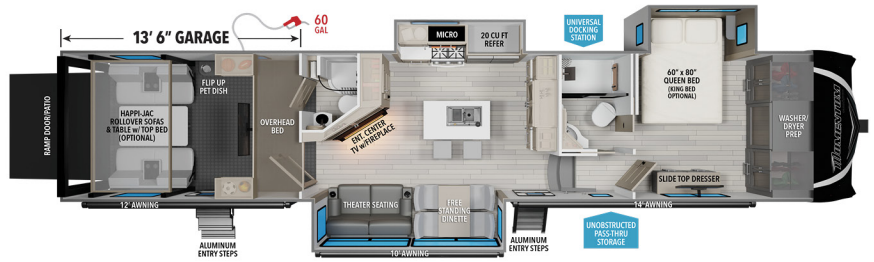 13' 6” GARAGE
60
GAL
MICRO
20 CU FT
REFER
UNIVERSAL
DOCKING
STATION
FLIP UP
PET DISH
RAMP DOOR/PATIO
HAPPI-JAC
ROLLOVER SOFAS
& TABLE w/ TOP BED
(OPTIONAL)
OVERHEAD
BED
ENT. CENTER
TV w/FIREPLACE
60" x 80"
QUEEN BED
(KING BED
OPTIONAL)
WASHER/
DRYER
PREP
MOMENTUM
THEATER SEATING
FREE
STANDING
DINETTE
SLIDE TOP DRESSER
12' AWNING
14' AWNING
ALUMINUM
ENTRY STEPS
10' AWNING
ALUMINUM
ENTRY STEPS
UNOBSTRUCTED
PASS-THRU
STORAGE